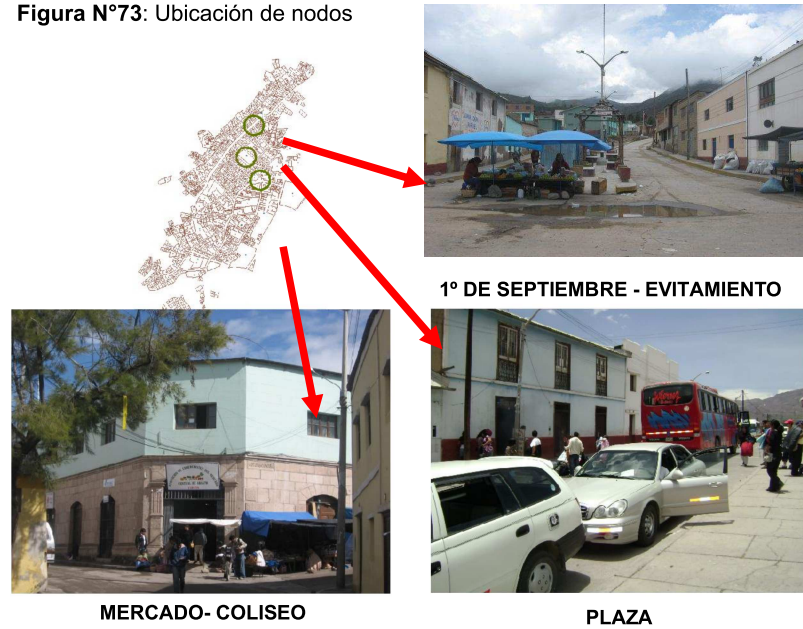 Figura N°73: Ubicación de nodos
1º DE SEPTIEMBRE - EVITAMIENTO
MERCADO- COLISEO
PLAZA